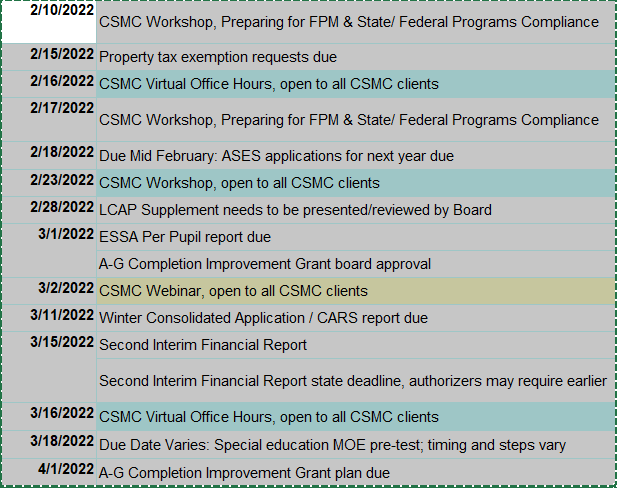 2/10/2022 CSMC Workshop, Preparing for FPM & State/ Federal Programs Compliance
2/15/2022 Property tax exemption requests due
2/16/2022 CSMC Virtual Office Hours, open to all CSMC clients
2/17/2022 CSMC Workshop, Preparing for FPM & State/ Federal Programs Compliance
2/18/2022 Due Mid February: ASES applications for next year due
2/23/2022 CSMC Workshop, open to all CSMC clients
2/28/2022 LCAP Supplement needs to be presented/reviewed by Board
3/1/2022 ESSA Per Pupil report due
A-G Completion Improvement Grant board approval
3/2/2022 CSMC Webinar, open to all CSMC clients
3/11/2022 Winter Consolidated Application / CARS report due
3/15/2022 Second Interim Financial Report
Second Interim Financial Report state deadline, authorizers may require earlier
3/16/2022 CSMC Virtual Office Hours, open to all CSMC clients
3/18/2022 Due Date Varies: Special education MOE pre-test; timing and steps vary
4/1/2022 A-G Completion Improvement Grant plan due